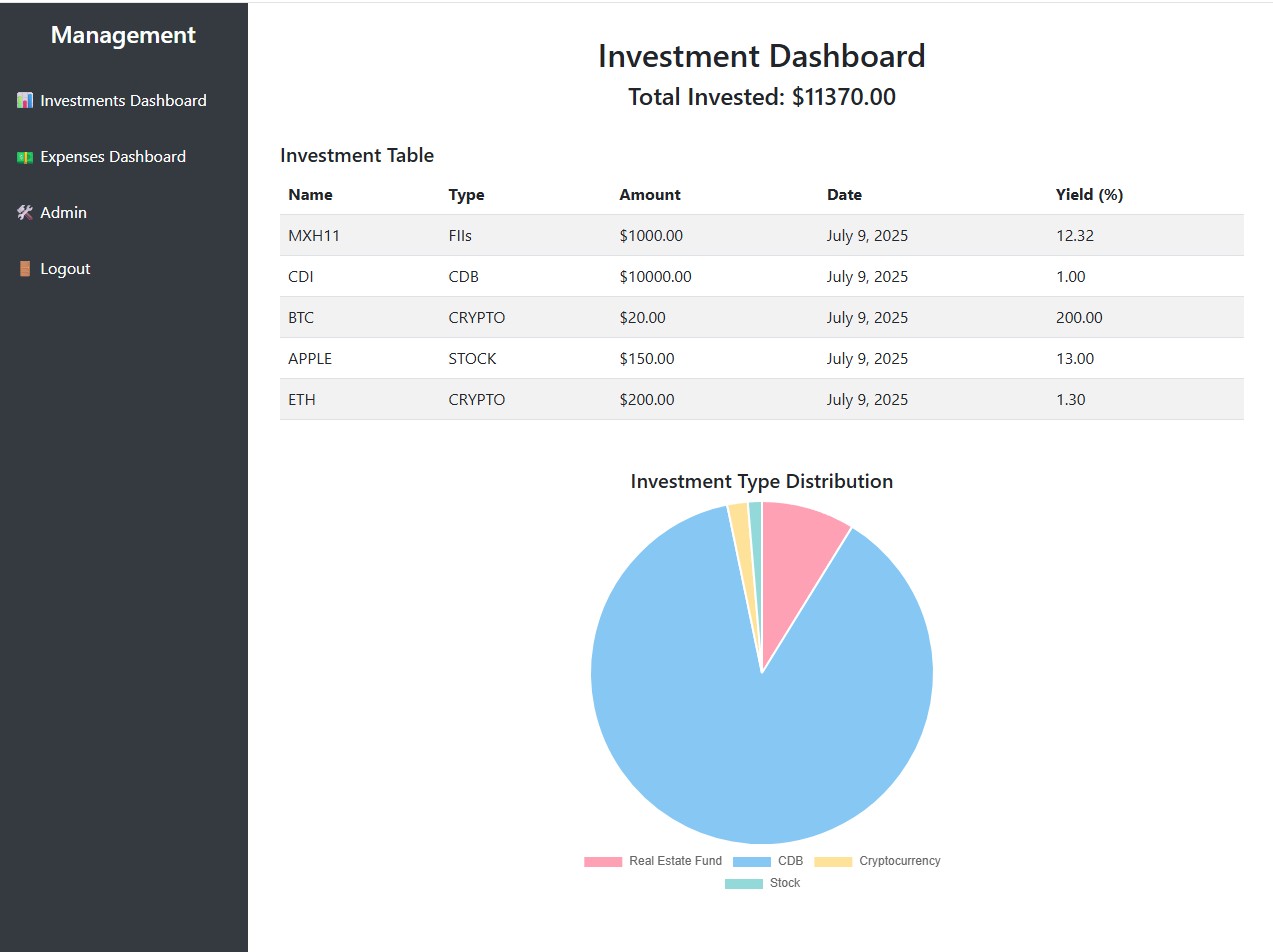 Management
Investments Dashboard
Expenses Dashboard
Admin
Logout
Investment Dashboard
Total Invested: $11370.00
Investment Table
Name Type Amount Date Yield (%)
MXH11 FIIs $1000.00 July 9, 2025 12.32
CDI CDB $10000.00 July 9, 2025 1.00
BTC CRYPTO $20.00 July 9, 2025 200.00
APPLE STOCK $150.00 July 9, 2025 13.00
ETH CRYPTO $200.00 July 9, 2025 1.30
Investment Type Distribution
Real Estate Fund CDB Cryptocurrency
Stock